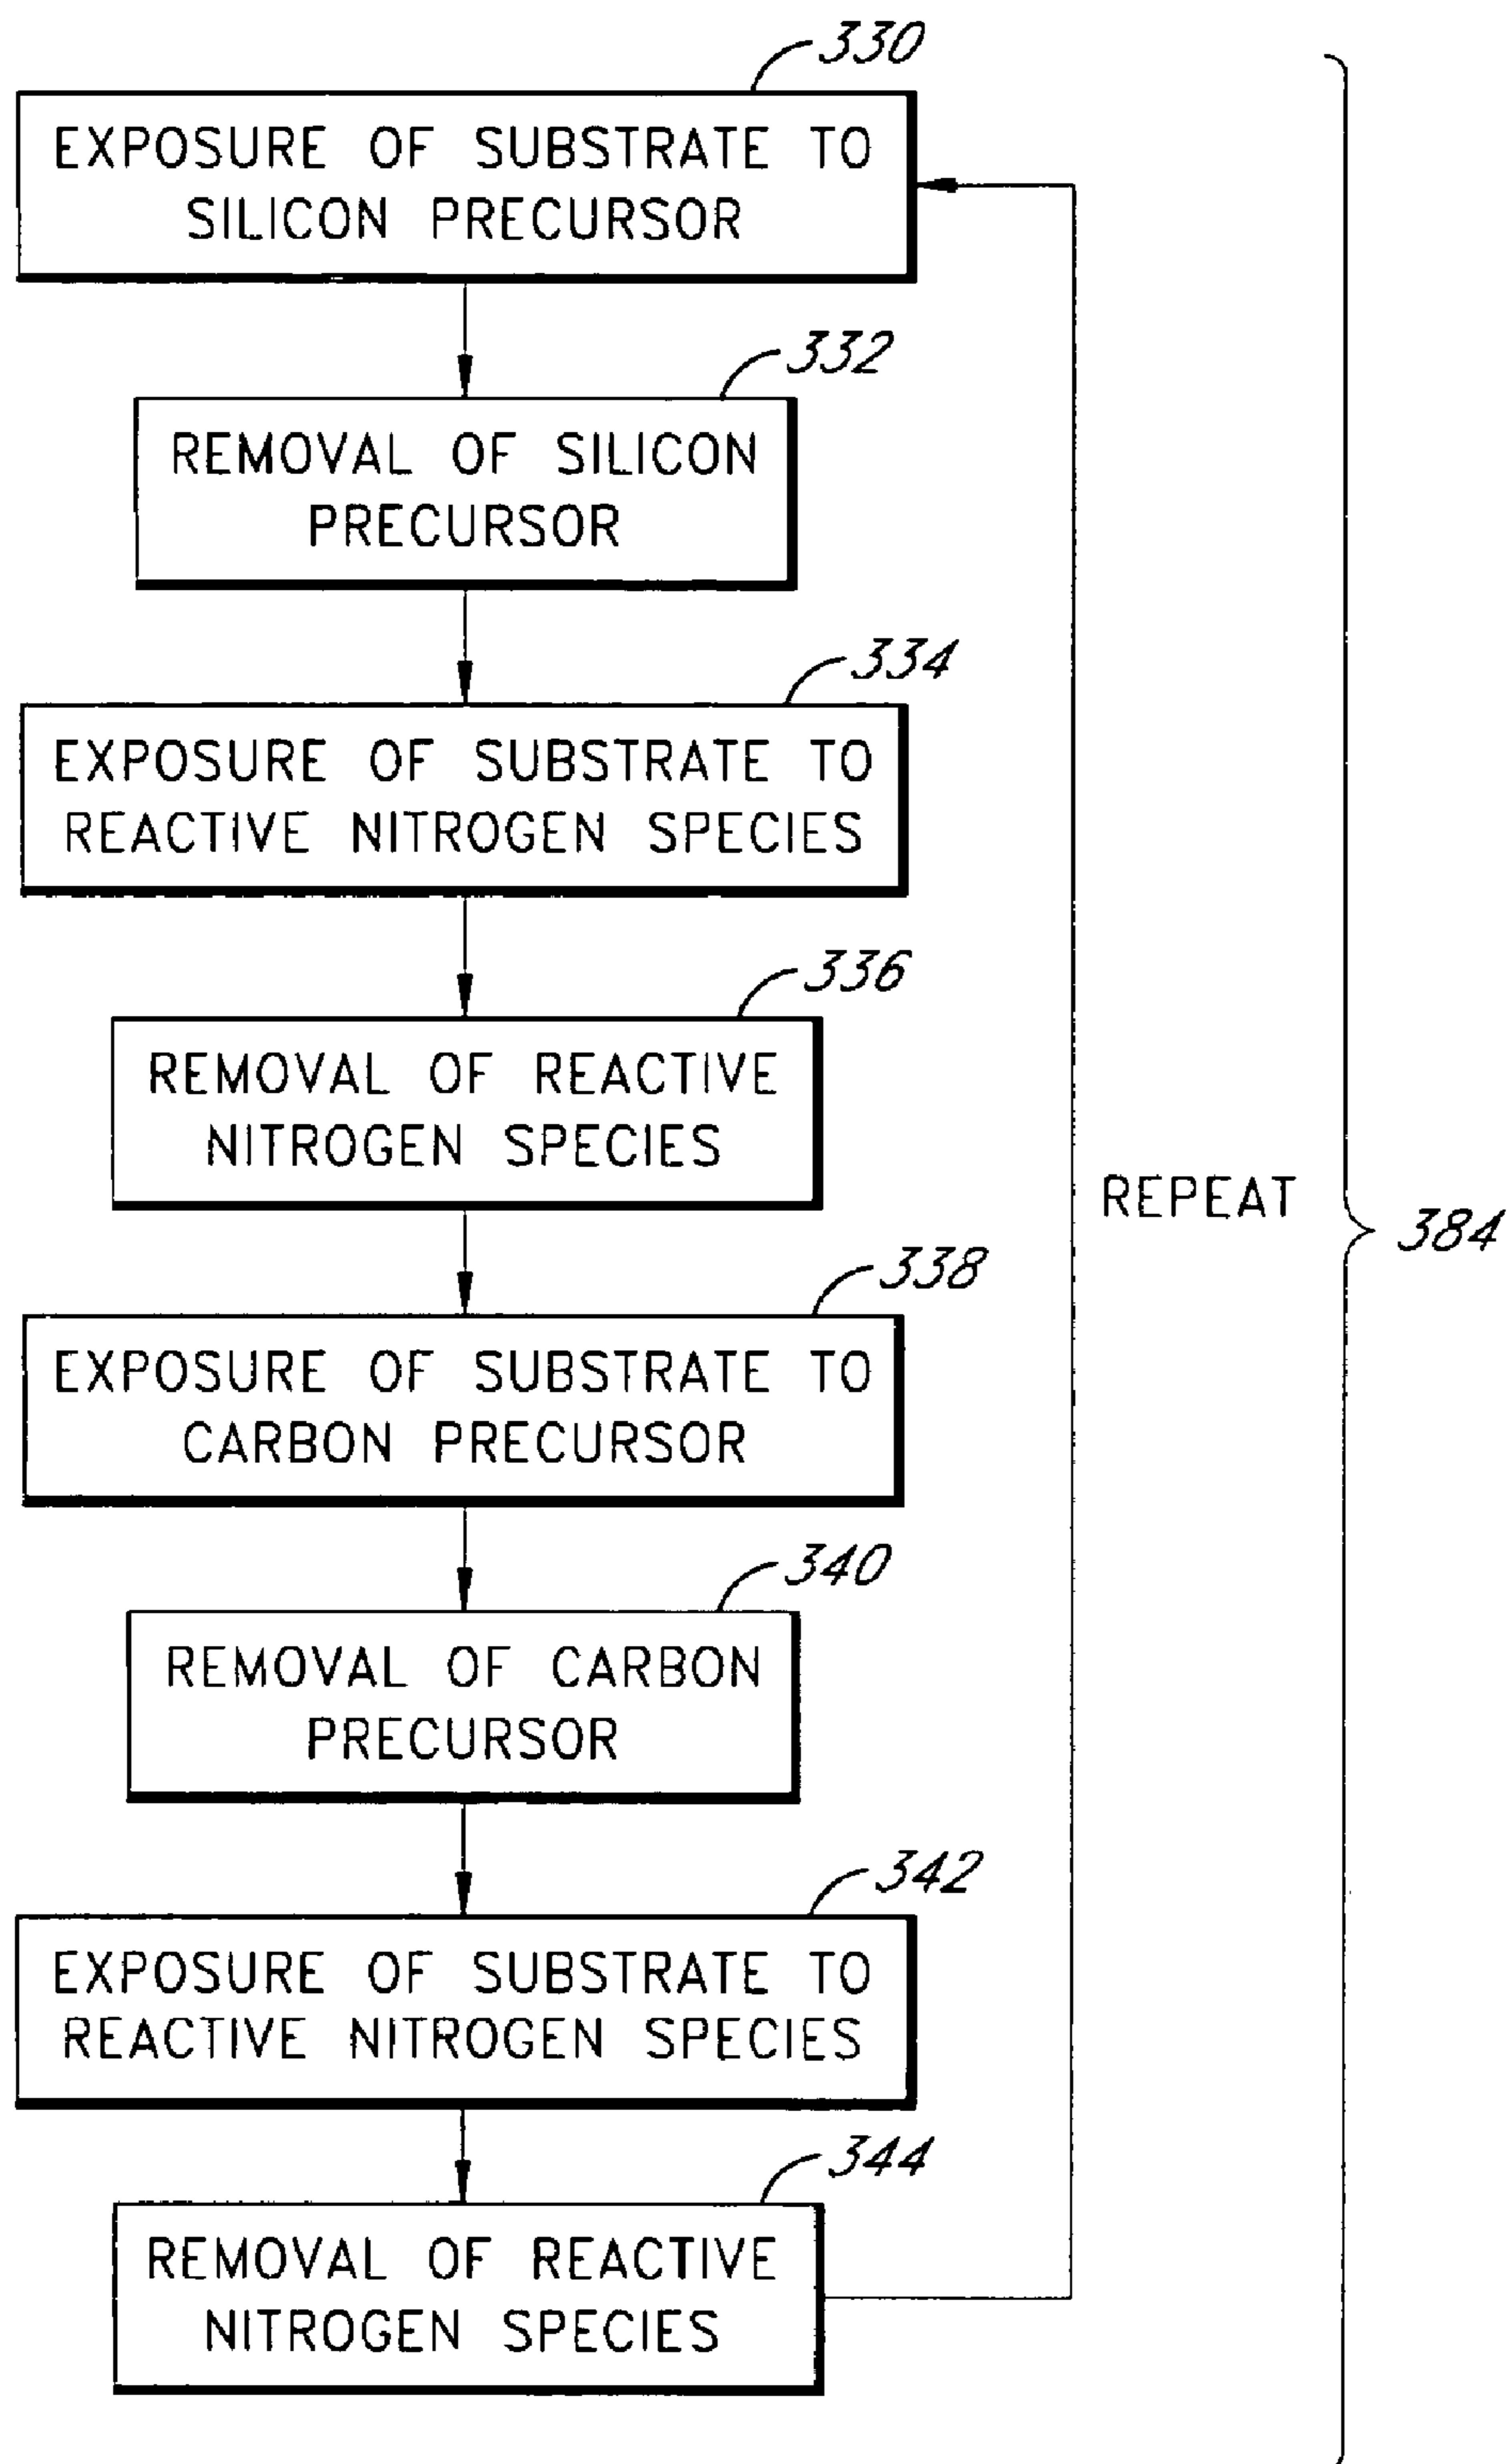 330
EXPOSURE OF SUBSTRATE TO
SILICON PRECURSOR
332
REMOVAL OF SILICON
PRECURSOR
334
EXPOSURE OF SUBSTRATE TO
REACTIVE NITROGEN SPECIES
336
REMOVAL OF REACTIVE
NITROGEN SPECIES
REPEAT
384
338
EXPOSURE OF SUBSTRATE TO
CARBON PRECURSOR
340
REMOVAL OF CARBON
PRECURSOR
342
EXPOSURE OF SUBSTRATE TO
REACTIVE NITROGEN SPECIES
344
REMOVAL OF REACTIVE
NITROGEN SPECIES